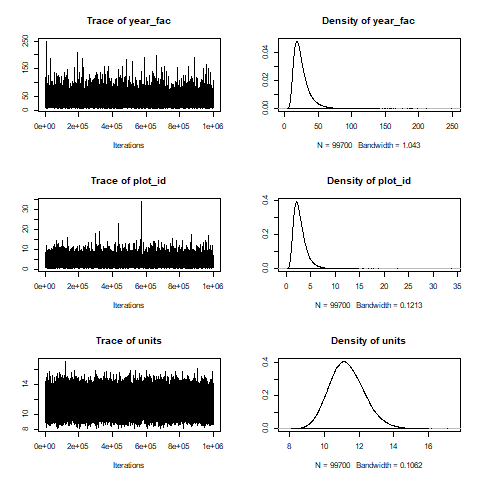 Trace of year_fac
Density of year_fac
0 50 150 250
0e+00 2e+05 4e+05 6e+05 8e+05 1e+06
Iterations
0.00 0.02 0.04
0 50 100 150 200 250
N = 99700 Bandwidth = 1.043
Trace of plot_id
Density of plot_id
0 10 20 30
0e+00 2e+05 4e+05 6e+05 8e+05 1e+06
Iterations
0.0 0.2 0.4
0 5 10 15 20 25 30 35
N = 99700 Bandwidth = 0.1213
Trace of units
Density of units
8 10 14
0e+00 2e+05 4e+05 6e+05 8e+05 1e+06
Iterations
0.0 0.2 0.4
8 10 12 14 16
N = 99700 Bandwidth = 0.1062